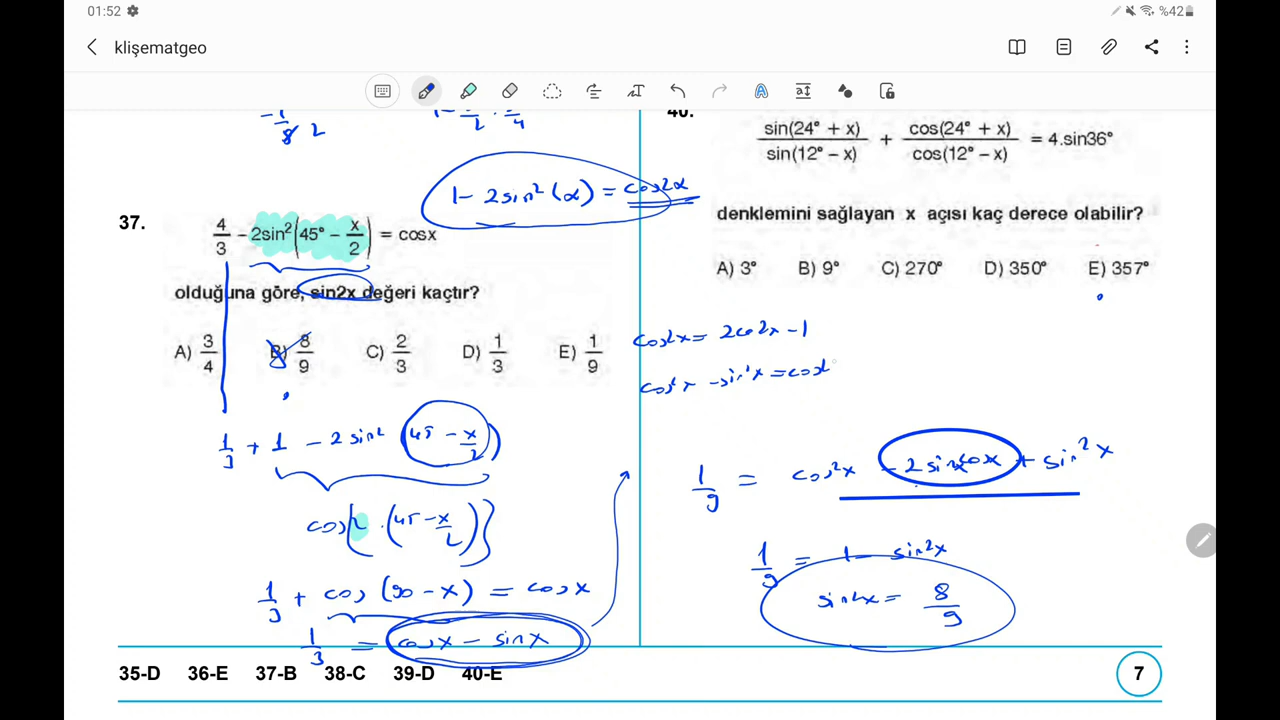 01:52
%42
klişematgeo
1 - 2sin²(α) = cos2α
37.
4/3 - 2sin²(45° - x/2) = cosx
olduğuna göre, sin2x değeri kaçtır?
A) 3/4 B) 8/9 C) 2/3 D) 1/3 E) 1/9
1/3 + 1 - 2sin² (45 - x/2)
cos{2 · (45 - x/2)}
1/3 + cos (90 - x) = cosx
1/3 = cosx - sinx
40.
sin(24° + x)/sin(12° - x) + cos(24° + x)/cos(12° - x) = 4.sin36°
denklemini sağlayan x açısı kaç derece olabilir?
A) 3° B) 9° C) 270° D) 350° E) 357°
cos2x = 2cos²x - 1
cos²x - sin²x = cos
1/9 = cos²x - 2sinxcosx + sin²x
1/9 = 1 - sin2x
sin2x = 8/9
35-D 36-E 37-B 38-C 39-D 40-E
7